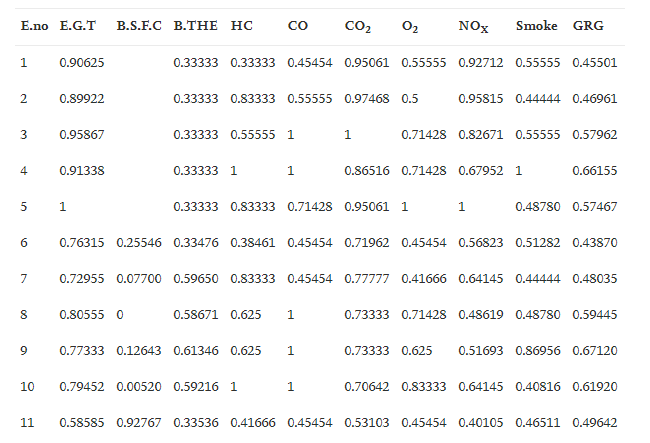 E.no E.G.T B.S.F.C B.THE HC CO CO2 O2 NOX Smoke GRG
1 0.90625 0.33333 0.33333 0.45454 0.95061 0.55555 0.92712 0.55555 0.45501
2 0.89922 0.33333 0.83333 0.55555 0.97468 0.5 0.95815 0.44444 0.46961
3 0.95867 0.33333 0.55555 1 1 0.71428 0.82671 0.55555 0.57962
4 0.91338 0.33333 1 1 0.86516 0.71428 0.67952 1 0.66155
5 1 0.33333 0.83333 0.71428 0.95061 1 1 0.48780 0.57467
6 0.76315 0.25546 0.33476 0.38461 0.45454 0.71962 0.45454 0.56823 0.51282 0.43870
7 0.72955 0.07700 0.59650 0.83333 0.45454 0.77777 0.41666 0.64145 0.44444 0.48035
8 0.80555 0 0.58671 0.625 1 0.73333 0.71428 0.48619 0.48780 0.59445
9 0.77333 0.12643 0.61346 0.625 1 0.73333 0.625 0.51693 0.86956 0.67120
10 0.79452 0.00520 0.59216 1 1 0.70642 0.83333 0.64145 0.40816 0.61920
11 0.58585 0.92767 0.33536 0.41666 0.45454 0.53103 0.45454 0.40105 0.46511 0.49642